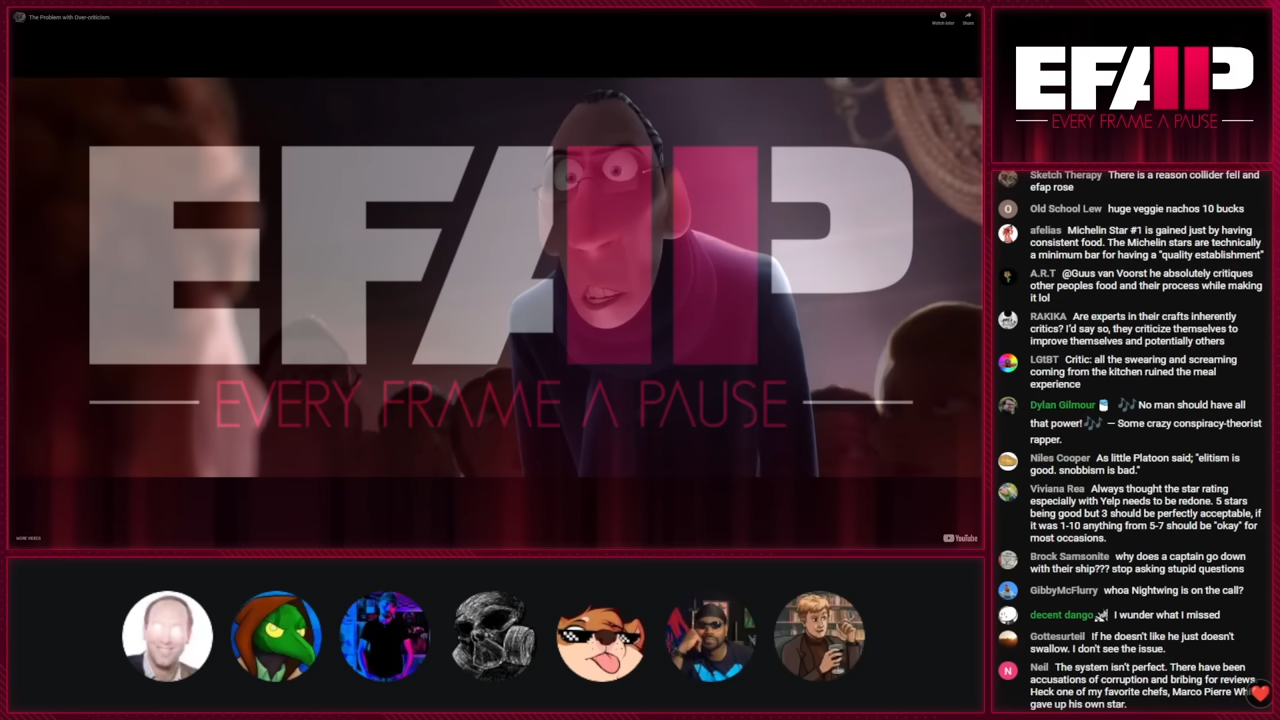 The Problem with Over-criticism
Watch later
Share
EFAP
EVERY FRAME A PAUSE
MORE VIDEOS
YouTube
EFAP
EVERY FRAME A PAUSE
Sketch Therapy There is a reason collider fell and
efap rose
O
Old School Lew huge veggie nachos 10 bucks
afelias Michelin Star #1 is gained just by having
consistent food. The Michelin stars are technically
a minimum bar for having a "quality establishment"
A.R.T @Guus van Voorst he absolutely critiques
other peoples food and their process while making
it lol
RAKIKA Are experts in their crafts inherently
critics? I'd say so, they criticize themselves to
improve themselves and potentially others
LGtBT Critic: all the swearing and screaming
coming from the kitchen ruined the meal
experience
Dylan Gilmour 🎶No man should have all
that power!🎶 — Some crazy conspiracy-theorist
rapper.
Niles Cooper As little Platoon said; "elitism is
good. snobbism is bad."
Viviana Rea Always thought the star rating
especially with Yelp needs to be redone. 5 stars
being good but 3 should be perfectly acceptable, if
it was 1-10 anything from 5-7 should be "okay" for
most occasions.
Brock Samsonite why does a captain go down
with their ship??? stop asking stupid questions
GibbyMcFlurry whoa Nightwing is on the call?
decent dango I wonder what I missed
Gottesurteil If he doesn't like he just doesn't
swallow. I don't see the issue.
N
Neil The system isn't perfect. There have been
accusations of corruption and bribing for reviews.
Heck one of my favorite chefs, Marco Pierre Wh
gave up his own star.